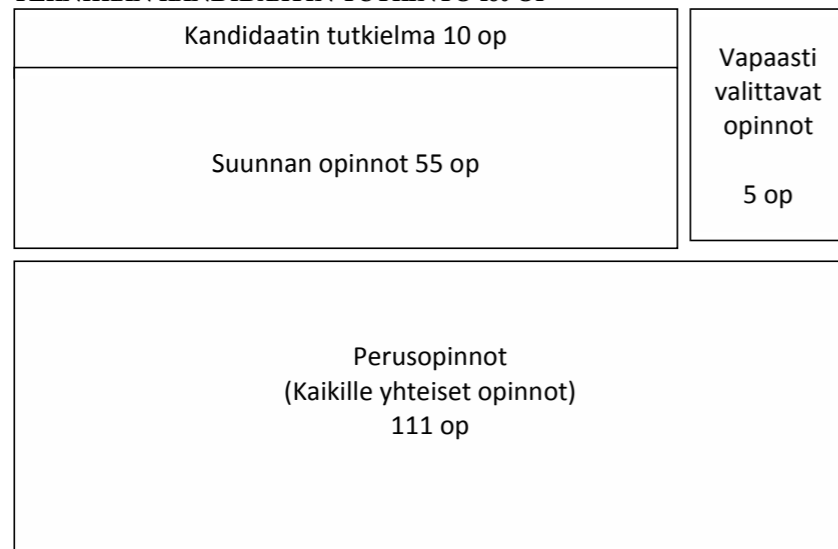 Kandidaatin tutkielma 10 op
Vapaasti
valittavat
opinnot
5 op
Suunnan opinnot 55 op
Perusopinnot
(Kaikille yhteiset opinnot)
111 op